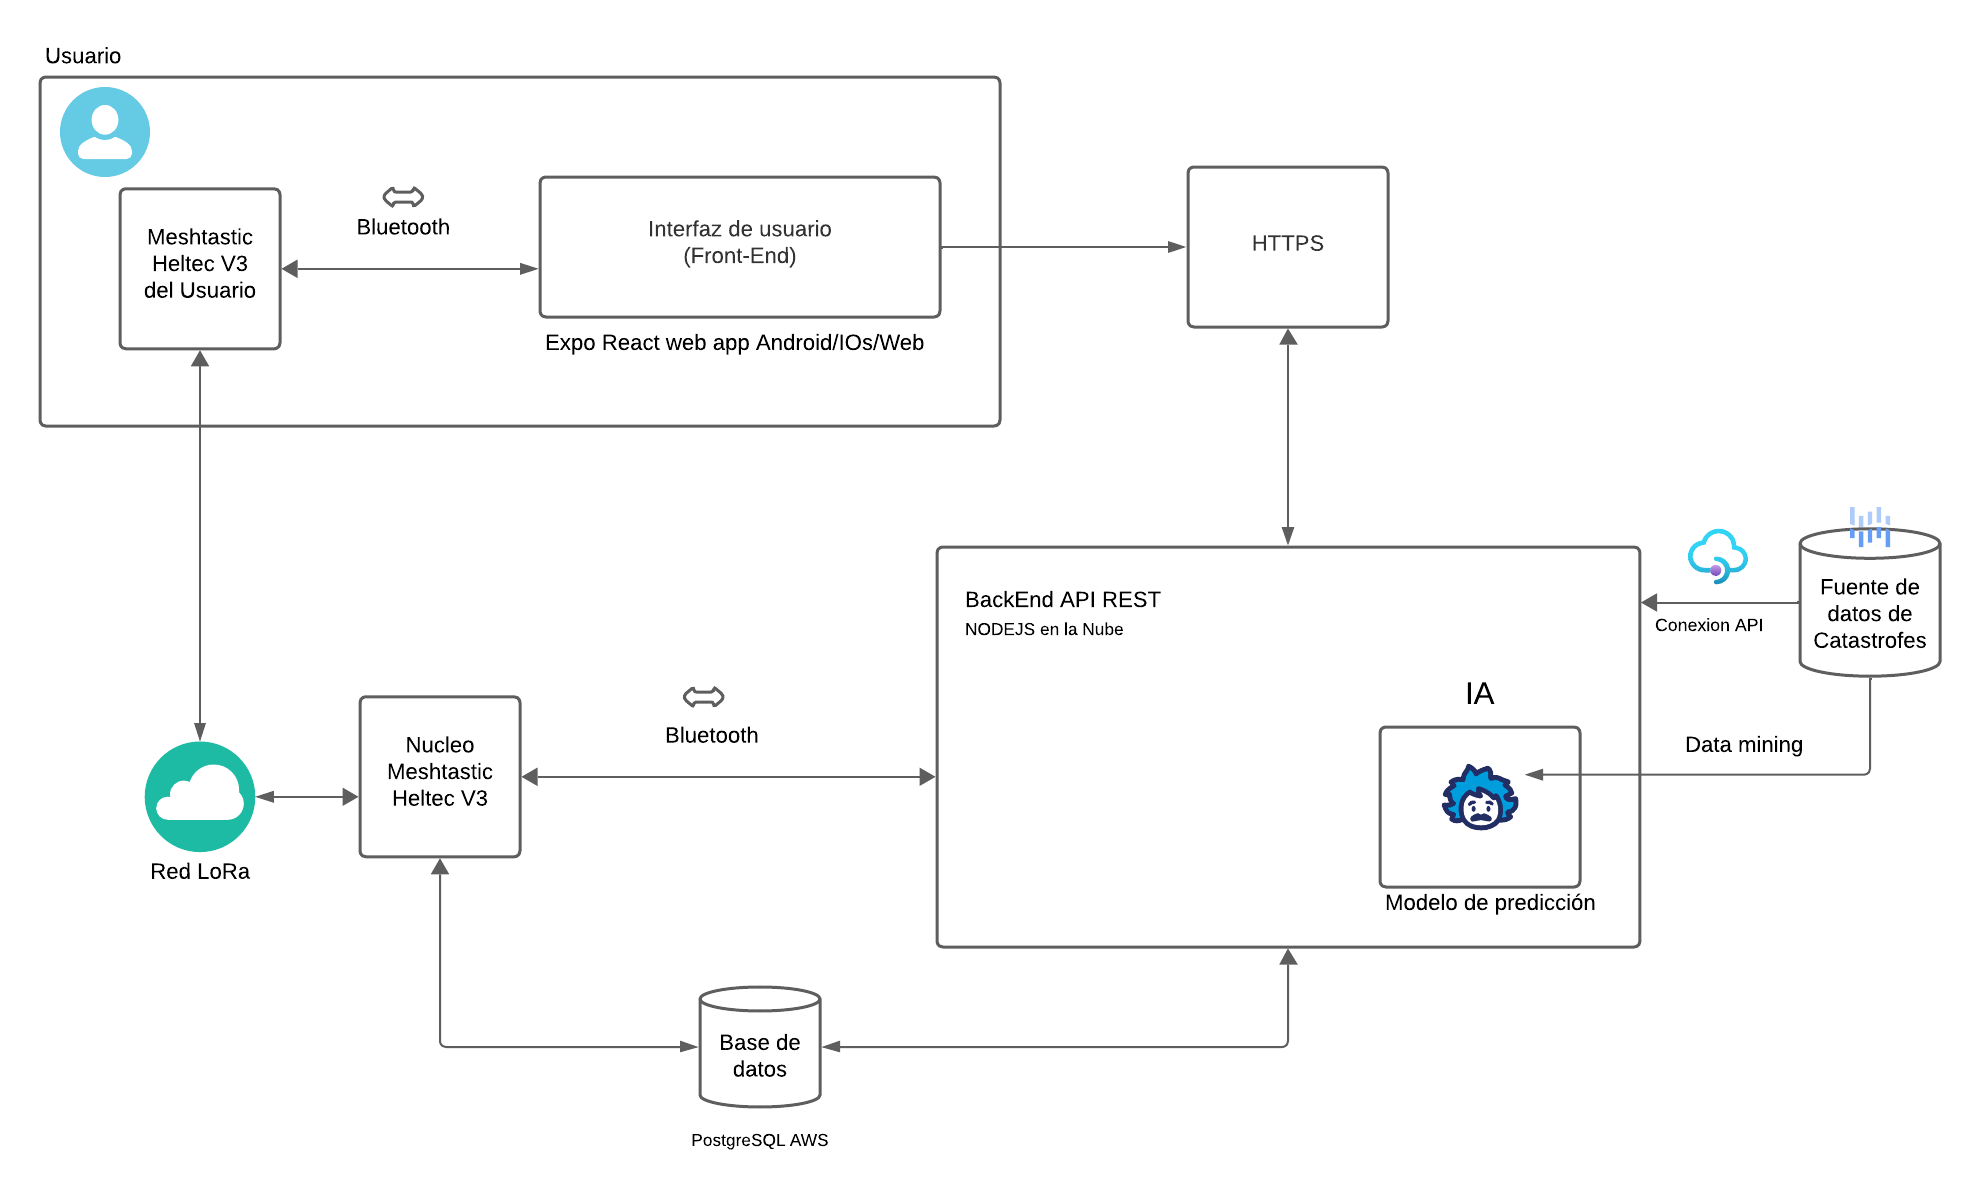 Usuario
Meshtastic
Heltec V3
del Usuario
Bluetooth
Interfaz de usuario
(Front-End)
Expo React web app Android/IOs/Web
HTTPS
BackEnd API REST
NODEJS en la Nube
IA
Modelo de predicción
Conexion API
Fuente de
datos de
Catastrofes
Data mining
Nucleo
Meshtastic
Heltec V3
Bluetooth
Red LoRa
Base de
datos
PostgreSQL AWS